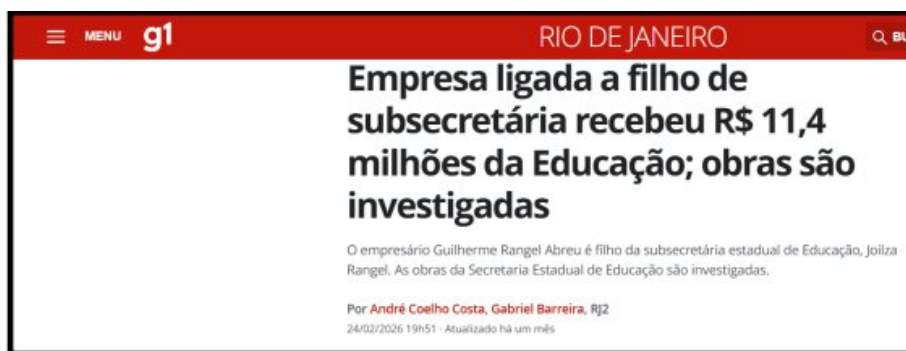 MENU g1 RIO DE JANEIRO
Empresa ligada a filho de
subsecretária recebeu R$ 11,4
milhões da Educação; obras são
investigadas
O empresário Guilherme Rangel Abreu é filho da subsecretária estadual de Educação, Joilza
Rangel. As obras da Secretaria Estadual de Educação são investigadas.
Por André Coelho Costa, Gabriel Barreira, RJ2
24/02/2026 19h51 · Atualizado há um mês